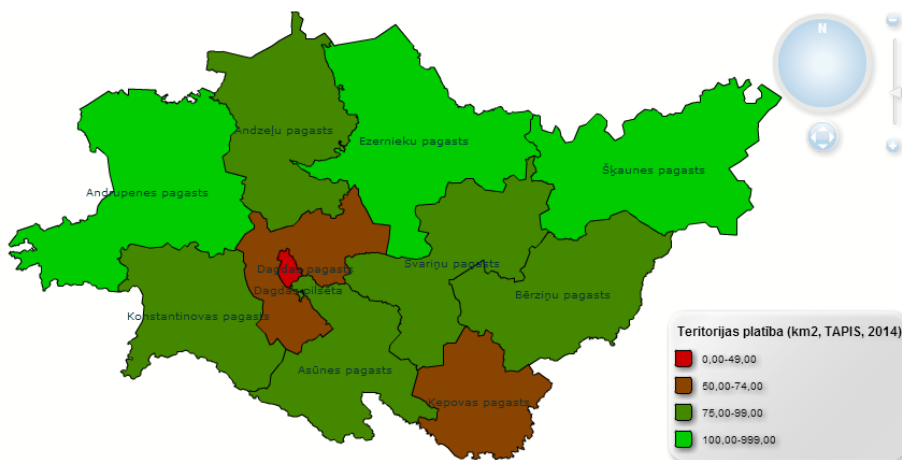 N
Andzeļu pagasts
Ezernieku pagasts
Šķaunes pagasts
Andrupenes pagasts
Dagdas pagasts
Svariņu pagasts
Dagdas pilsēta
Bērziņu pagasts
Konstantinovas pagasts
Asūnes pagasts
Ķepovas pagasts
Teritorijas platība (km2, TAPIS, 2014)
0,00-49,00
50,00-74,00
75,00-99,00
100,00-999,00